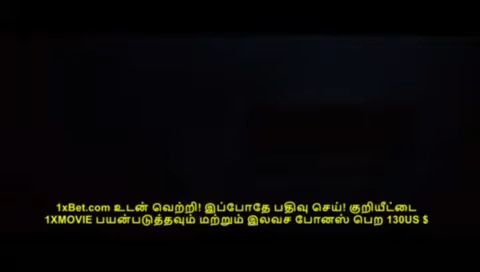 1xBet.com உடன் வெற்றி! இப்போதே பதிவு செய்! குறியீட்டை
1XMOVIE பயன்படுத்தவும் மற்றும் இலவச போனஸ் பெற 130US $